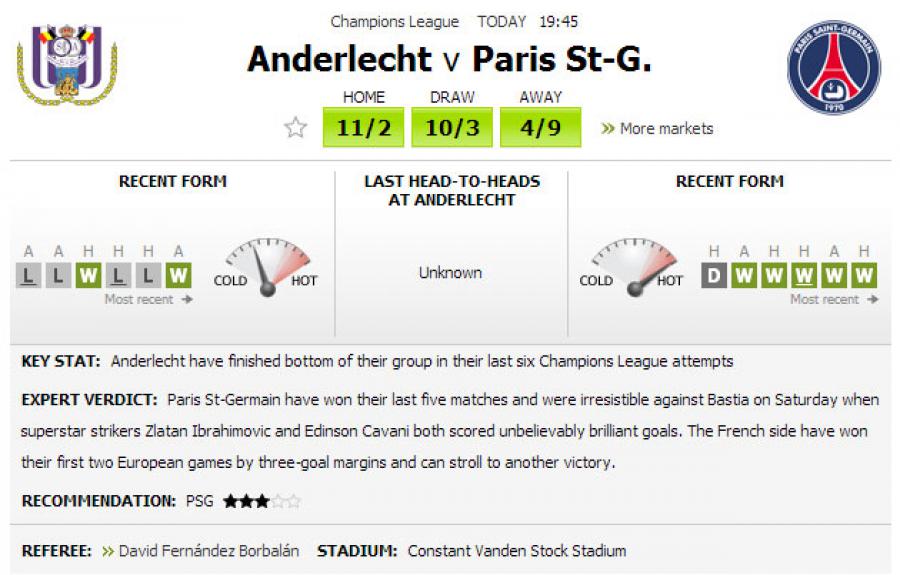 Champions League TODAY 19:45
Anderlecht v Paris St-G.
PARIS SAINT-GERMAIN
1970
HOME DRAW AWAY
11/2 10/3 4/9 » More markets
RECENT FORM
LAST HEAD-TO-HEADS
AT ANDERLECHT
RECENT FORM
A A H H H A
L L W L L W
COLD HOT
Most recent →
Unknown
COLD HOT
H A H H A H
D W W W W W
Most recent →
KEY STAT: Anderlecht have finished bottom of their group in their last six Champions League attempts
EXPERT VERDICT: Paris St-Germain have won their last five matches and were irresistible against Bastia on Saturday when
superstar strikers Zlatan Ibrahimovic and Edinson Cavani both scored unbelievably brilliant goals. The French side have won
their first two European games by three-goal margins and can stroll to another victory.
RECOMMENDATION: PSG ★★★☆☆
REFEREE: » David Fernández Borbalán STADIUM: Constant Vanden Stock Stadium